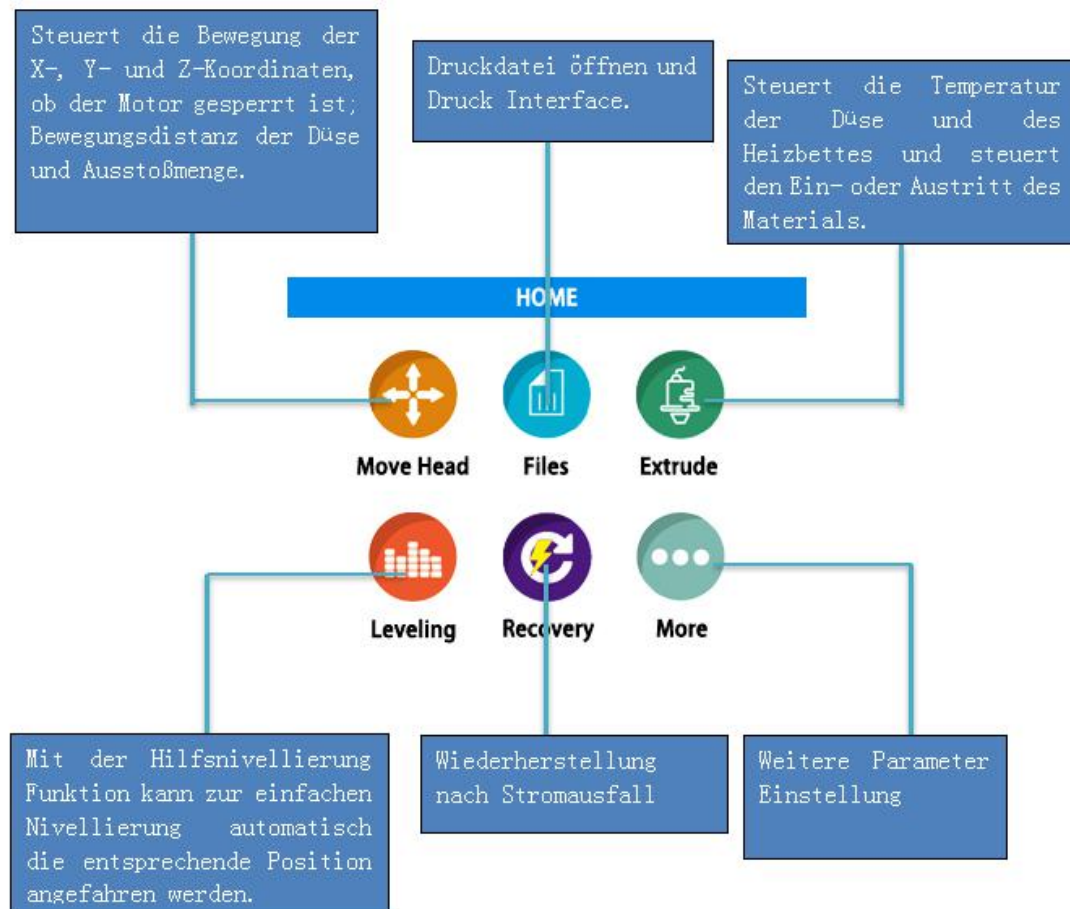 Steuert die Bewegung der
X-, Y- und Z-Koordinaten,
ob der Motor gesperrt ist;
Bewegungsdistanz der Düse
und Ausstoßmenge.
Druckdatei öffnen und
Druck Interface.
Steuert die Temperatur
der Düse und des
Heizbettes und steuert
den Ein- oder Austritt des
Materials.
HOME
Move Head
Files
Extrude
Leveling
Recovery
More
Mit der Hilfsnivellierung
Funktion kann zur einfachen
Nivellierung automatisch
die entsprechende Position
angefahren werden.
Wiederherstellung
nach Stromausfall
Weitere Parameter
Einstellung